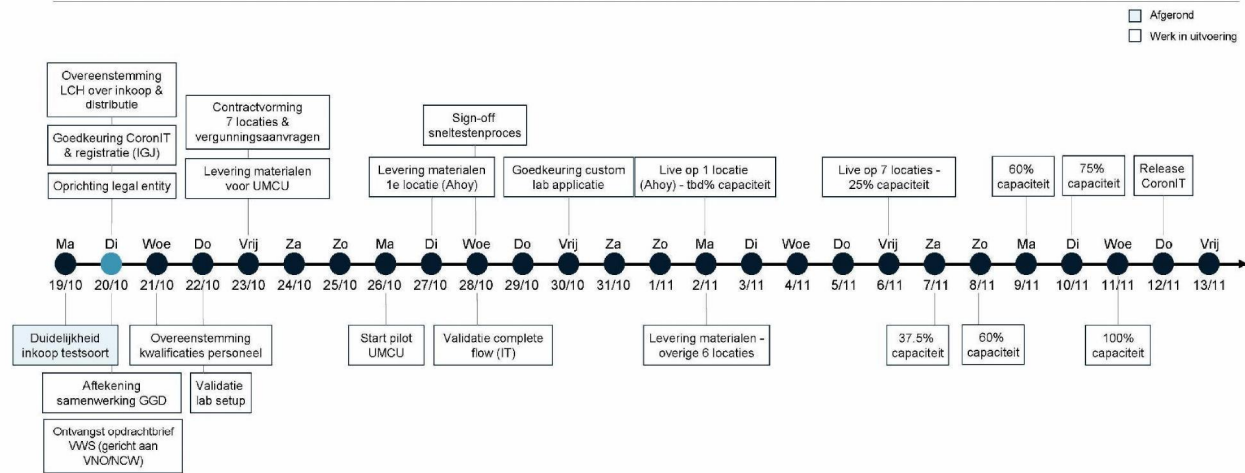 Afgerond
Werk in uitvoering
Overeenstemming
LCH over inkoop &
distributie
Goedkeuring CoronIT
& registratie (IGJ)
Oprichting legal entity
Contractvorming
7 locaties &
vergunningsaanvragen
Levering materialen
voor UMCU
Levering materialen
1e locatie (Ahoy)
Sign-off
sneltestenproces
Goedkeuring custom
lab applicatie
Live op 1 locatie
(Ahoy) - tbd% capaciteit
Live op 7 locaties -
25% capaciteit
60%
capaciteit
75%
capaciteit
Release
CoronIT
Ma Di Woe Do Vrij Za Zo Ma Di Woe Do Vrij Za Zo Ma Di Woe Do Vrij Za Zo Ma Di Woe Do Vrij
19/10 20/10 21/10 22/10 23/10 24/10 25/10 26/10 27/10 28/10 29/10 30/10 31/10 1/11 2/11 3/11 4/11 5/11 6/11 7/11 8/11 9/11 10/11 11/11 12/11 13/11
Duidelijkheid
inkoop testsoort
Aftekening
samenwerking GGD
Ontvangst opdrachtbrief
VWS (gericht aan
VNO/NCW)
Overeenstemming
kwalificaties personeel
Validatie
lab setup
Start pilot
UMCU
Validatie complete
flow (IT)
Levering materialen -
overige 6 locaties
37.5%
capaciteit
60%
capaciteit
100%
capaciteit